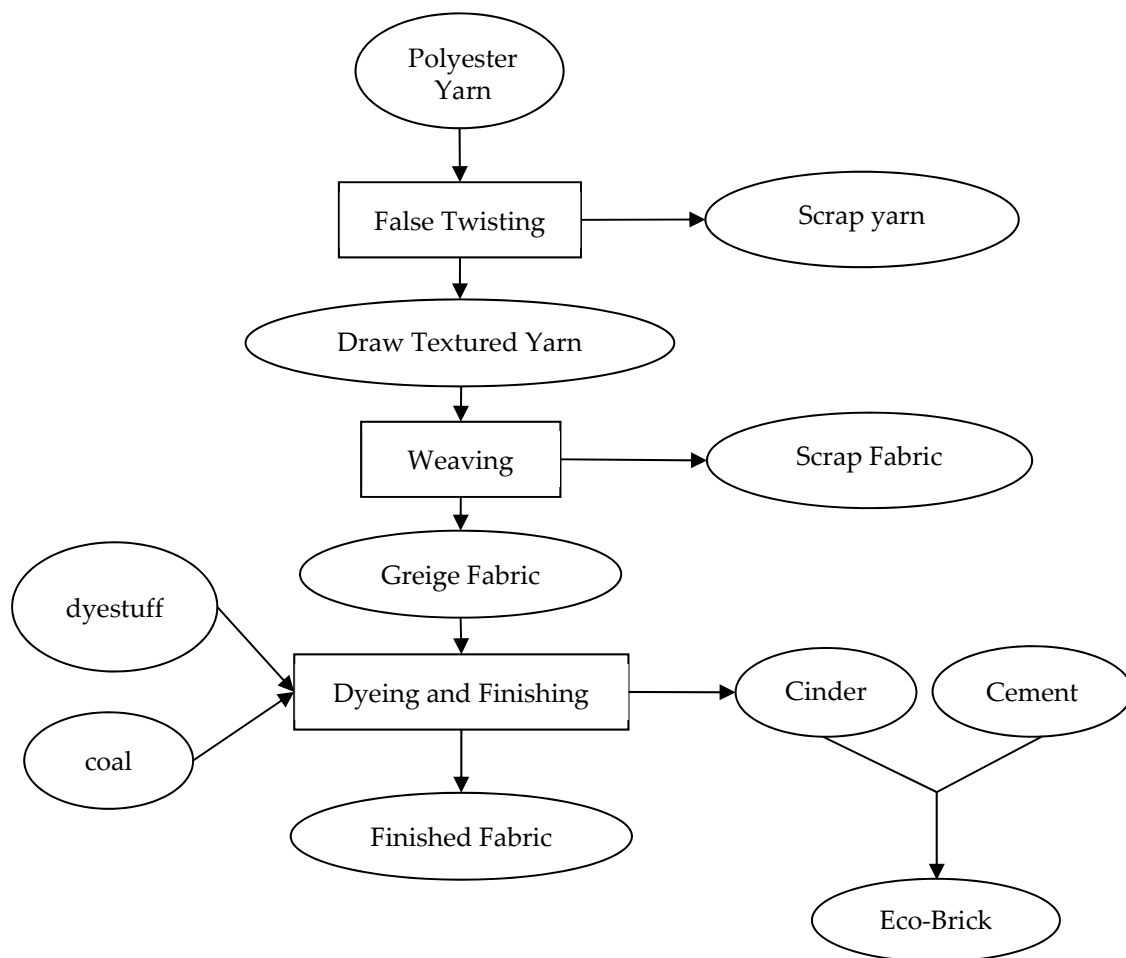 Polyester
Yarn
False Twisting
Scrap yarn
Draw Textured Yarn
Weaving
Scrap Fabric
Greige Fabric
dyestuff
Dyeing and Finishing
Cinder
Cement
coal
Finished Fabric
Eco-Brick